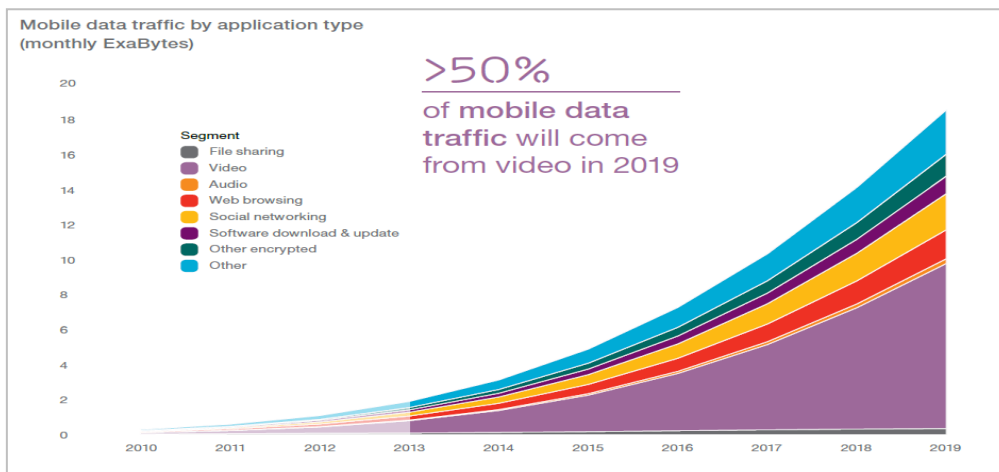 Mobile data traffic by application type
(monthly ExaBytes)
>50%
of mobile data
traffic will come
from video in 2019
20
18
16
14
12
10
8
6
4
2
0
Segment
File sharing
Video
Audio
Web browsing
Social networking
Software download & update
Other encrypted
Other
2010 2011 2012 2013 2014 2015 2016 2017 2018 2019